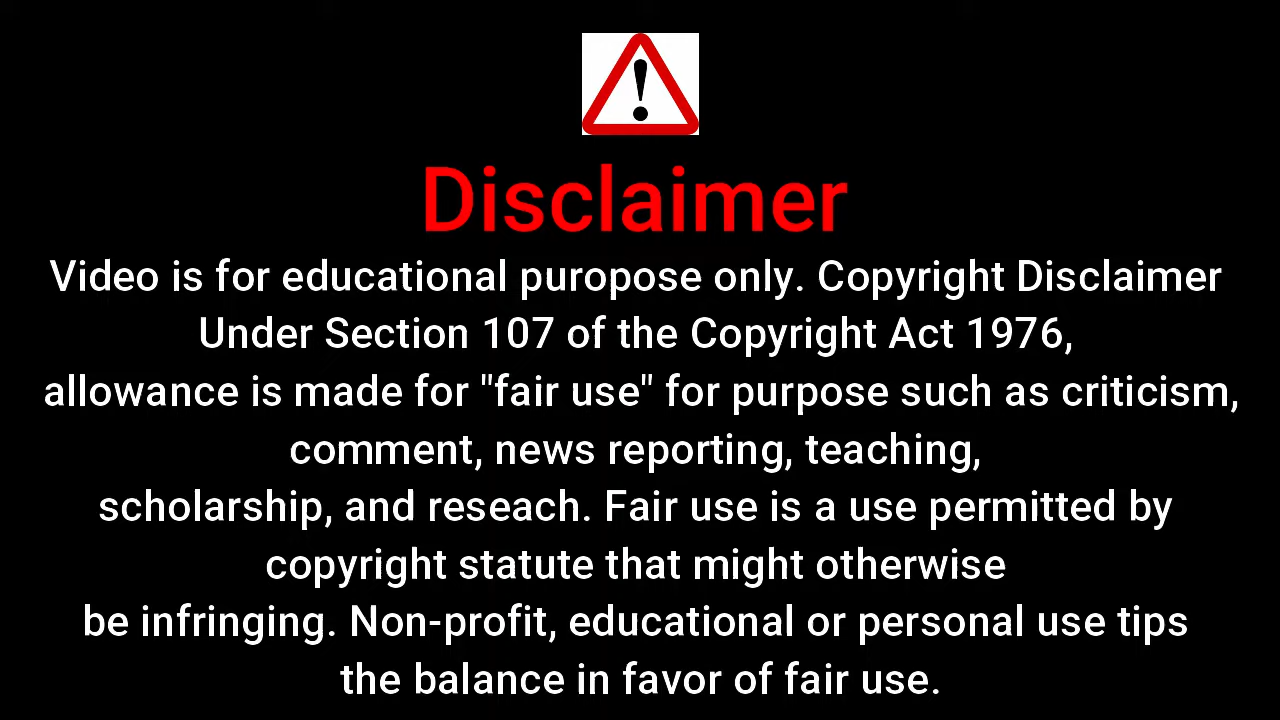 Disclaimer
Video is for educational puropose only. Copyright Disclaimer
Under Section 107 of the Copyright Act 1976,
allowance is made for "fair use" for purpose such as criticism,
comment, news reporting, teaching,
scholarship, and reseach. Fair use is a use permitted by
copyright statute that might otherwise
be infringing. Non-profit, educational or personal use tips
the balance in favor of fair use.